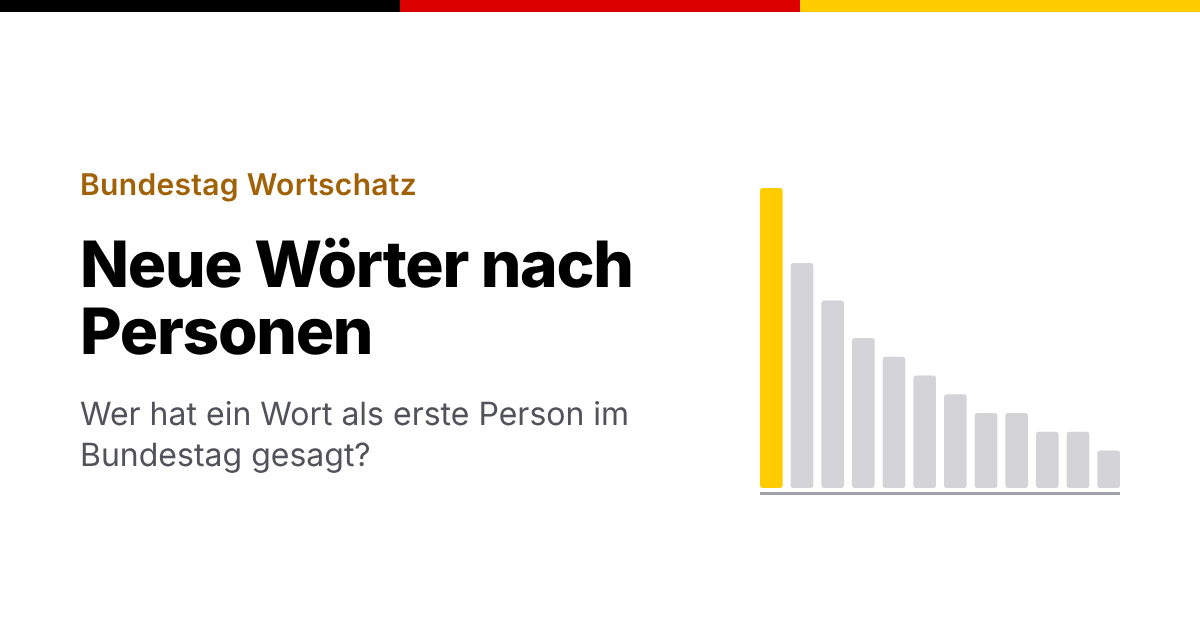 Bundestag Wortschatz
Neue Wörter nach
Personen
Wer hat ein Wort als erste Person im
Bundestag gesagt?